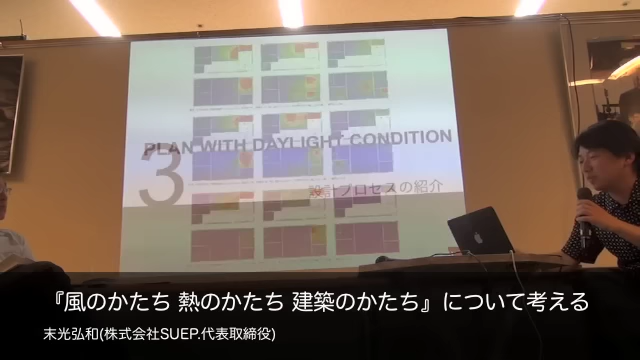 PLAN WITH DAYLIGHT CONDITION
3
設計プロセスの紹介
『風のかたち 熱のかたち 建築のかたち』について考える
末光弘和(株式会社SUEP.代表取締役)